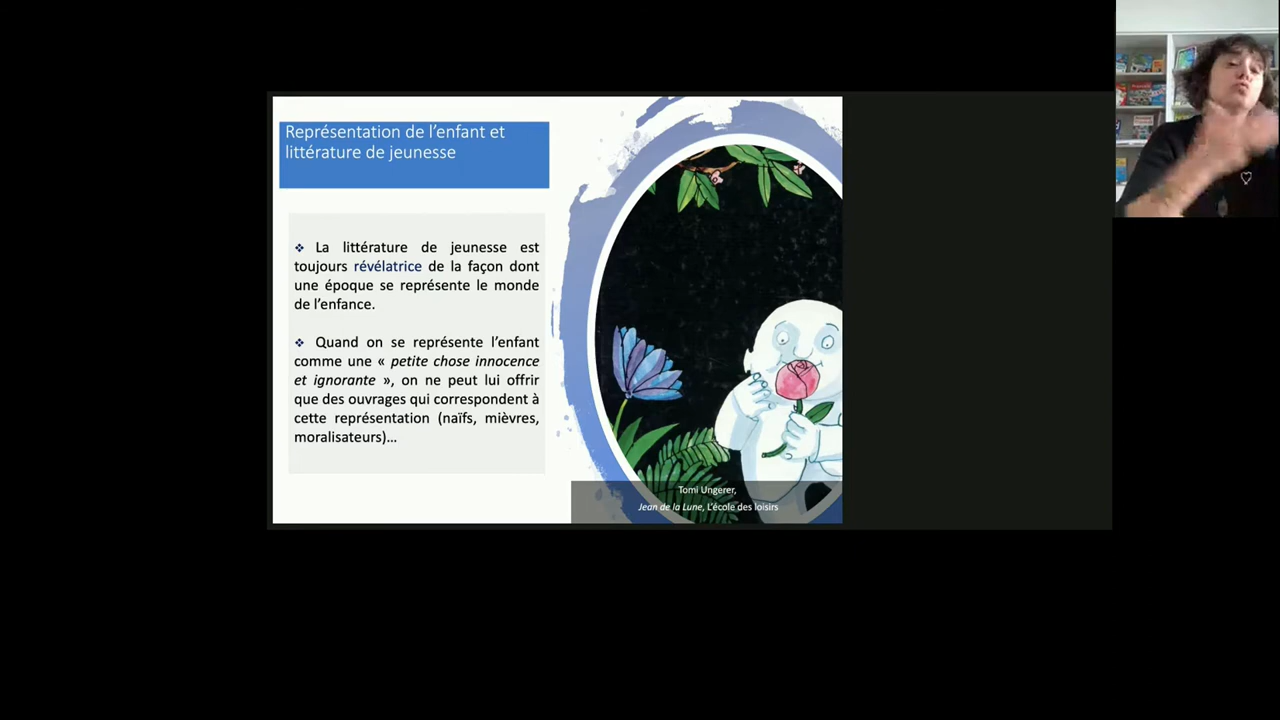 Représentation de l’enfant et
littérature de jeunesse
❖ La littérature de jeunesse est
toujours révélatrice de la façon dont
une époque se représente le monde
de l’enfance.
❖ Quand on se représente l’enfant
comme une « petite chose innocence
et ignorante », on ne peut lui offrir
que des ouvrages qui correspondent à
cette représentation (naïfs, mièvres,
moralisateurs)…
Tomi Ungerer,
Jean de la Lune, L’école des loisirs